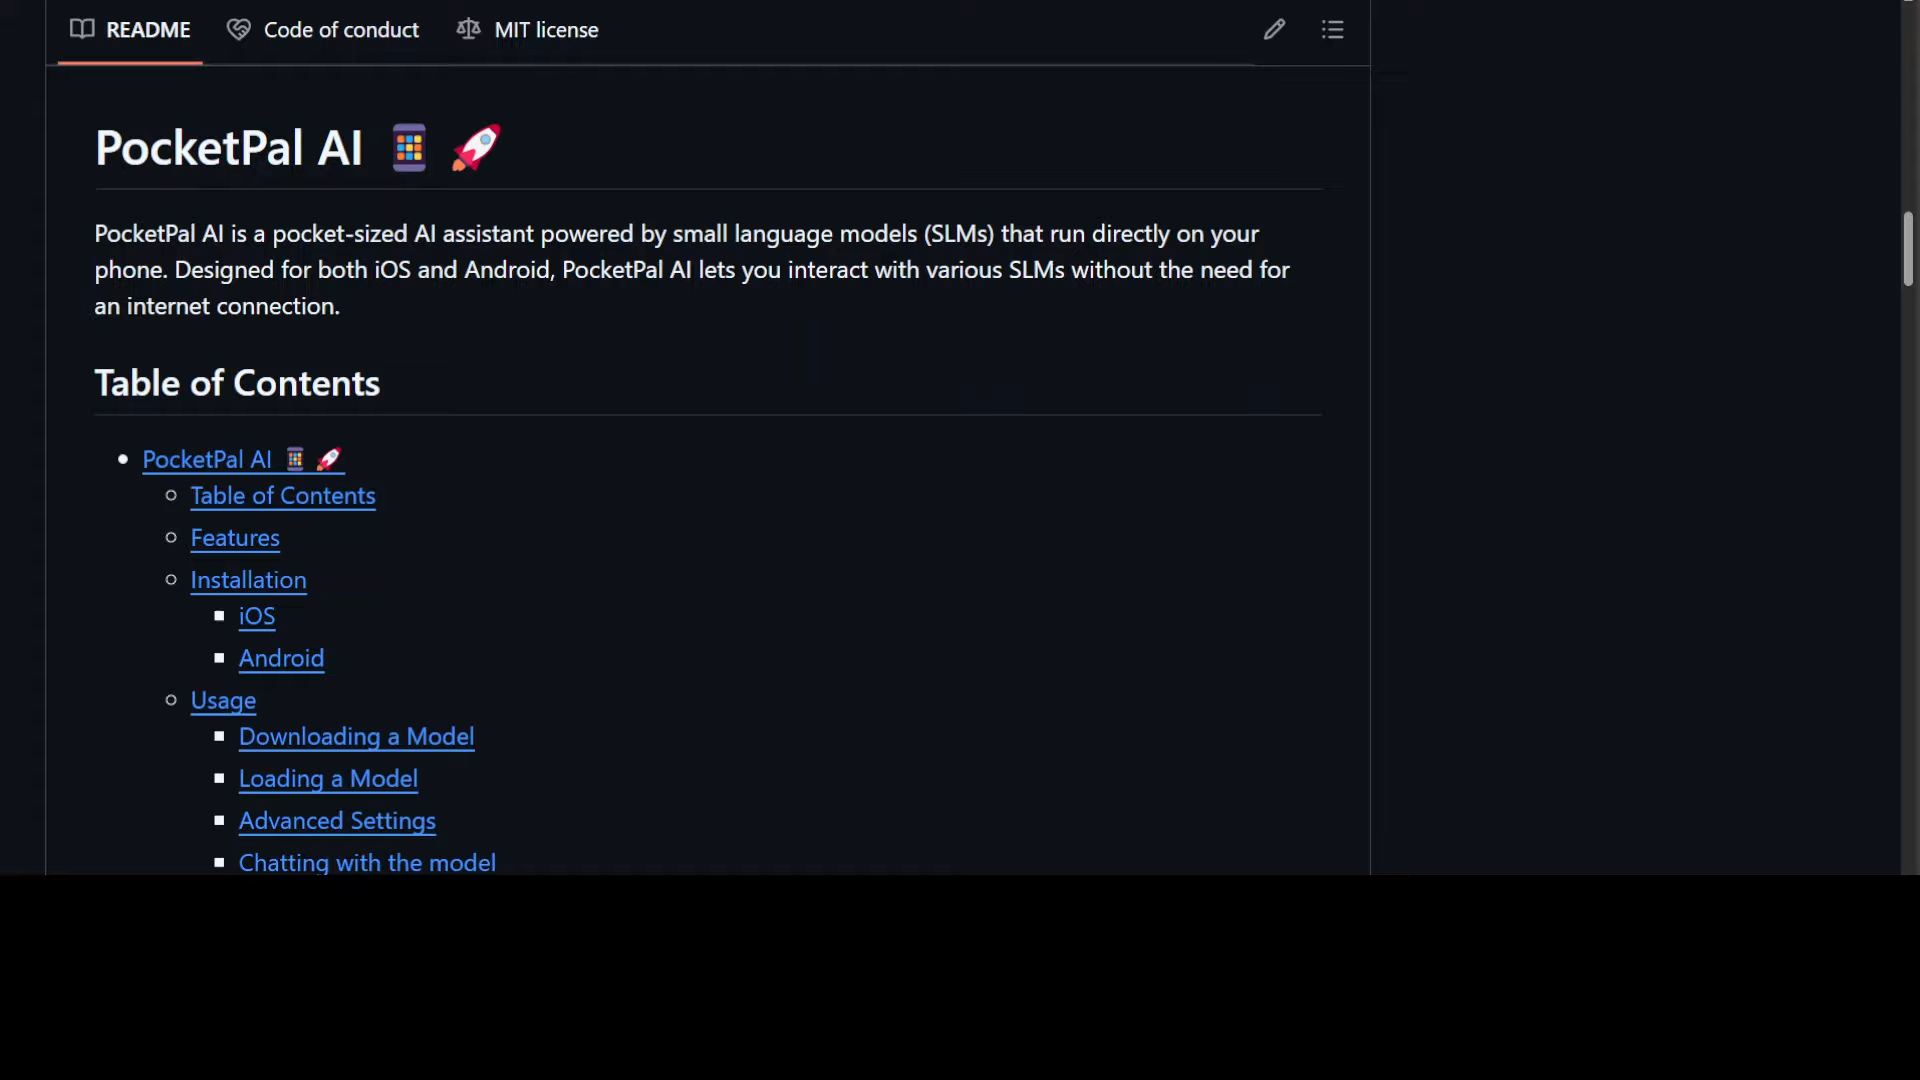 README Code of conduct MIT license
PocketPal AI 📱 🚀
PocketPal AI is a pocket-sized AI assistant powered by small language models (SLMs) that run directly on your
phone. Designed for both iOS and Android, PocketPal AI lets you interact with various SLMs without the need for
an internet connection.
Table of Contents
PocketPal AI 📱 🚀
Table of Contents
Features
Installation
iOS
Android
Usage
Downloading a Model
Loading a Model
Advanced Settings
Chatting with the model